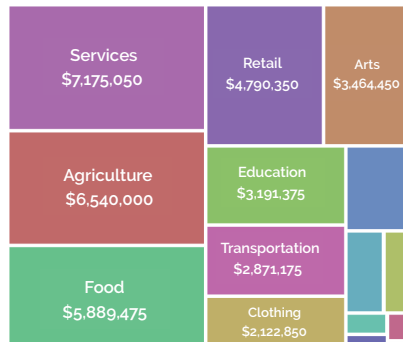 Services
$7,175,050
Retail
$4,790,350
Arts
$3,464,450
Agriculture
$6,540,000
Education
$3,191,375
Transportation
$2,871,175
Food
$5,889,475
Clothing
$2,122,850